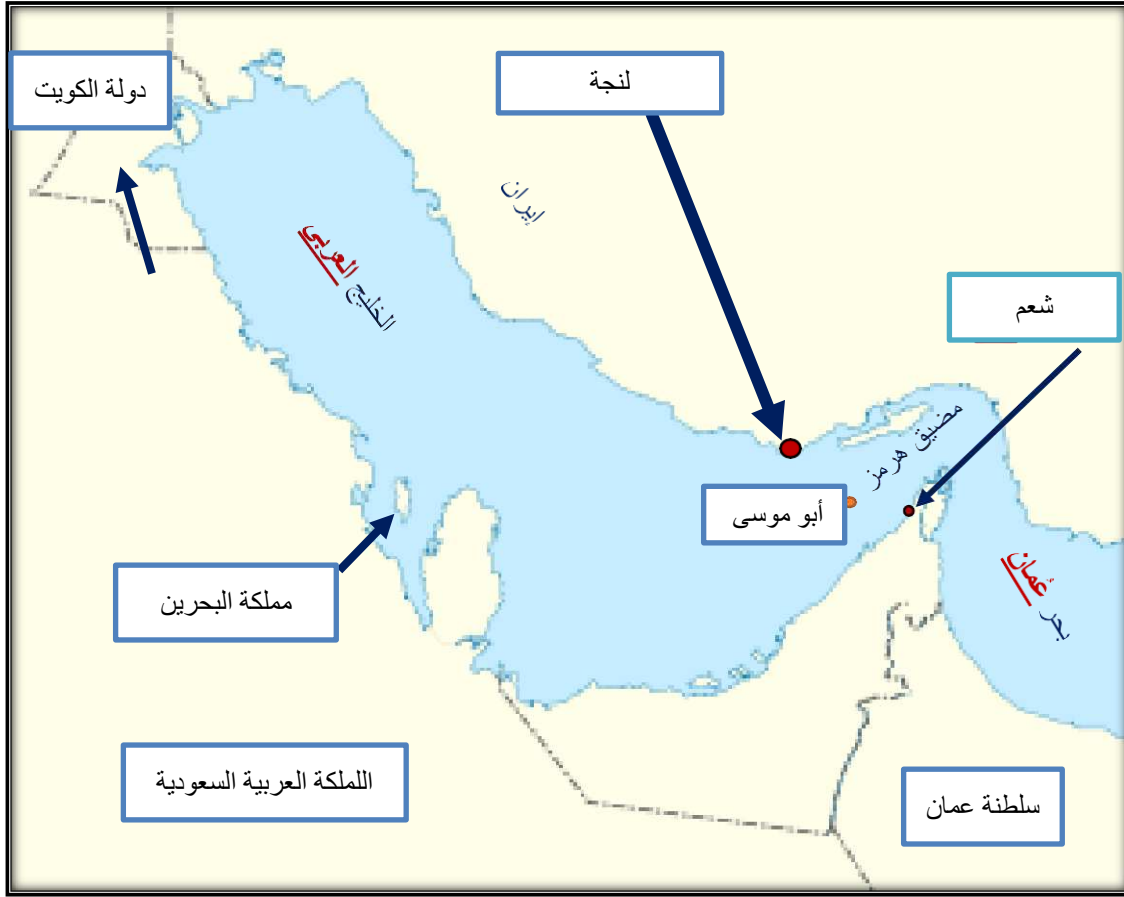 دولة الكويت
لنجة
إيران
الخليج العربي
شعم
مضيق هرمز
أبو موسى
بحر عُمان
مملكة البحرين
اللملكة العربية السعودية
سلطنة عمان